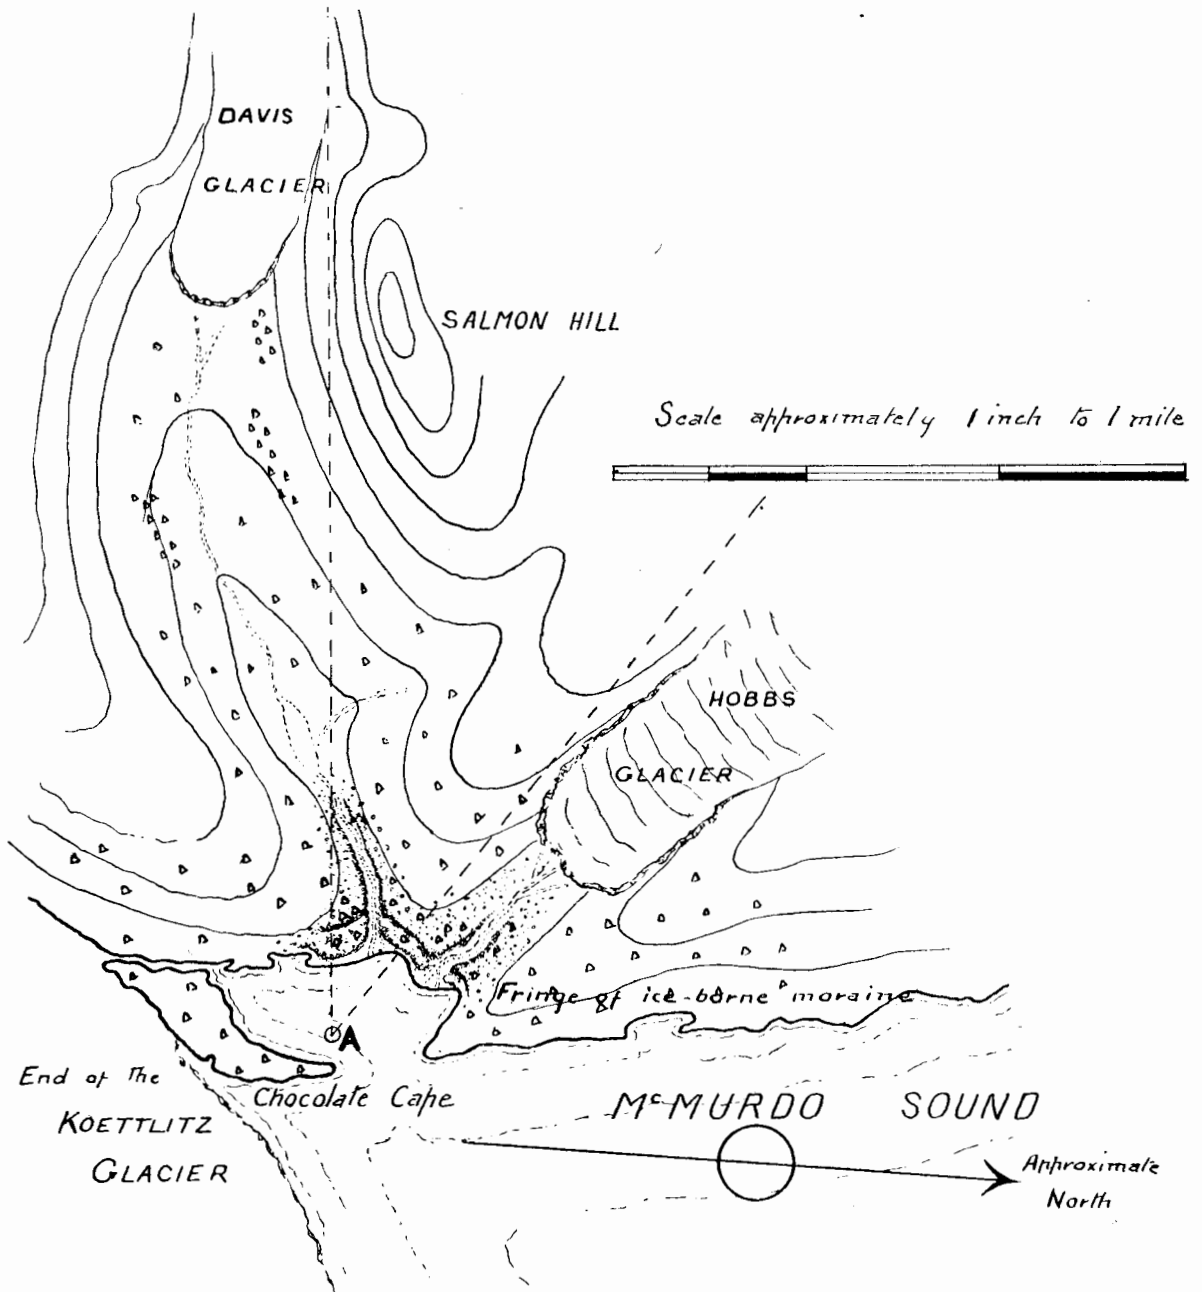 DAVIS
GLACIER
SALMON HILL
Scale approximately 1 inch to 1 mile
HOBBS
GLACIER
Fringe of ice-borne moraine
A
End of the
KOETTLITZ
GLACIER
Chocolate Cape
McMURDO SOUND
Approximate
North